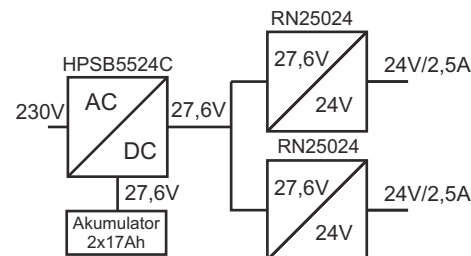 RN25024
HPSB5524C
27,6V
24V/2,5A
230V
AC
27,6V
24V
DC
RN25024
27,6V
27,6V
24V/2,5A
Akumulator
2x17Ah
24V